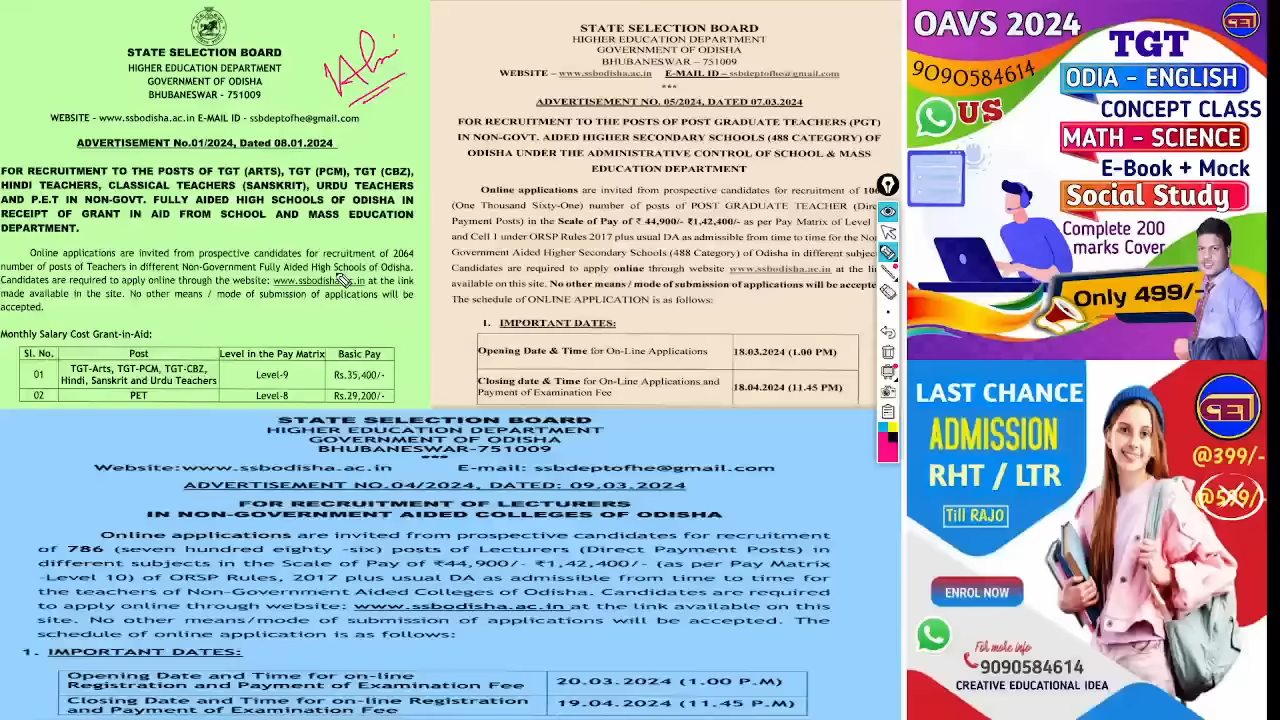 STATE SELECTION BOARD
HIGHER EDUCATION DEPARTMENT
GOVERNMENT OF ODISHA
BHUBANESWAR - 751009
WEBSITE - www.ssbodisha.ac.in E-MAIL ID - ssbdeptofhe@gmail.com
ADVERTISEMENT No.01/2024, Dated 08.01.2024
FOR RECRUITMENT TO THE POSTS OF TGT (ARTS), TGT (PCM), TGT (CBZ),
HINDI TEACHERS, CLASSICAL TEACHERS (SANSKRIT), URDU TEACHERS
AND P.E.T IN NON-GOVT. FULLY AIDED HIGH SCHOOLS OF ODISHA IN
RECEIPT OF GRANT IN AID FROM SCHOOL AND MASS EDUCATION
DEPARTMENT.
Online applications are invited from prospective candidates for recruitment of 2064
number of posts of Teachers in different Non-Government Fully Aided High Schools of Odisha.
Candidates are required to apply online through the website: www.ssbodisha.ac.in at the link
made available in the site. No other means / mode of submission of applications will be
accepted.
Monthly Salary Cost Grant-in-Aid:
Sl. No. Post Level in the Pay Matrix Basic Pay
01 TGT-Arts, TGT-PCM, TGT-CBZ, Level-9 Rs.35,400/-
Hindi, Sanskrit and Urdu Teachers
02 PET Level-8 Rs.29,200/-
STATE SELECTION BOARD
HIGHER EDUCATION DEPARTMENT
GOVERNMENT OF ODISHA
BHUBANESWAR – 751009
WEBSITE – www.ssbodisha.ac.in E-MAIL ID – ssbdeptofhe@gmail.com
***
ADVERTISEMENT NO. 05/2024, DATED 07.03.2024
FOR RECRUITMENT TO THE POSTS OF POST GRADUATE TEACHERS (PGT)
IN NON-GOVT. AIDED HIGHER SECONDARY SCHOOLS (488 CATEGORY) OF
ODISHA UNDER THE ADMINISTRATIVE CONTROL OF SCHOOL & MASS
EDUCATION DEPARTMENT
Online applications are invited from prospective candidates for recruitment of
(One Thousand Sixty-One) number of posts of POST GRADUATE TEACHER
Payment Posts) in the Scale of Pay of ₹ 44,900/- ₹1,42,400/- as per Pay Matrix of Level
and Cell 1 under ORSP Rules 2017 plus usual DA as admissible from time to time for the
Government Aided Higher Secondary Schools (488 Category) of Odisha in different
Candidates are required to apply online through website www.ssbodisha.ac.in at the
available on this site. No other means / mode of submission of applications will be
The schedule of ONLINE APPLICATION is as follows:
1. IMPORTANT DATES:
Opening Date & Time for On-Line Applications 18.03.2024 (1.00 PM)
Closing date & Time for On-Line Applications and 18.04.2024 (11.45 PM)
Payment of Examination Fee
STATE SELECTION BOARD
HIGHER EDUCATION DEPARTMENT
GOVERNMENT OF ODISHA
BHUBANESWAR-751009
***
Website:www.ssbodisha.ac.in E-mail: ssbdeptofhe@gmail.com
ADVERTISEMENT NO.04/2024, DATED: 09.03.2024
FOR RECRUITMENT OF LECTURERS
IN NON-GOVERNMENT AIDED COLLEGES OF ODISHA
Online applications are invited from prospective candidates for recruitment
of 786 (seven hundred eighty -six) posts of Lecturers (Direct Payment Posts) in
different subjects in the Scale of Pay of ₹44,900/- ₹1,42,400/- (as per Pay Matrix
-Level 10) of ORSP Rules, 2017 plus usual DA as admissible from time to time for
the teachers of Non-Government Aided Colleges of Odisha. Candidates are required
to apply online through website: www.ssbodisha.ac.in at the link available on this
site. No other means/mode of submission of applications will be accepted. The
schedule of online application is as follows:
1. IMPORTANT DATES:
Opening Date and Time for on-line 20.03.2024 (1.00 P.M)
Registration and Payment of Examination Fee
Closing Date and Time for on-line Registration 19.04.2024 (11.45 P.M)
and Payment of Examination Fee
OAVS 2024
CEI
TGT
9090584614
US
ODIA - ENGLISH
CONCEPT CLASS
MATH - SCIENCE
E-Book + Mock
Social Study
Complete 200
marks Cover
Only 499/-
LAST CHANCE
CEI
ADMISSION
RHT / LTR
@399/-
@599/-
Till RAJO
ENROL NOW
For more info
9090584614
CREATIVE EDUCATIONAL IDEA